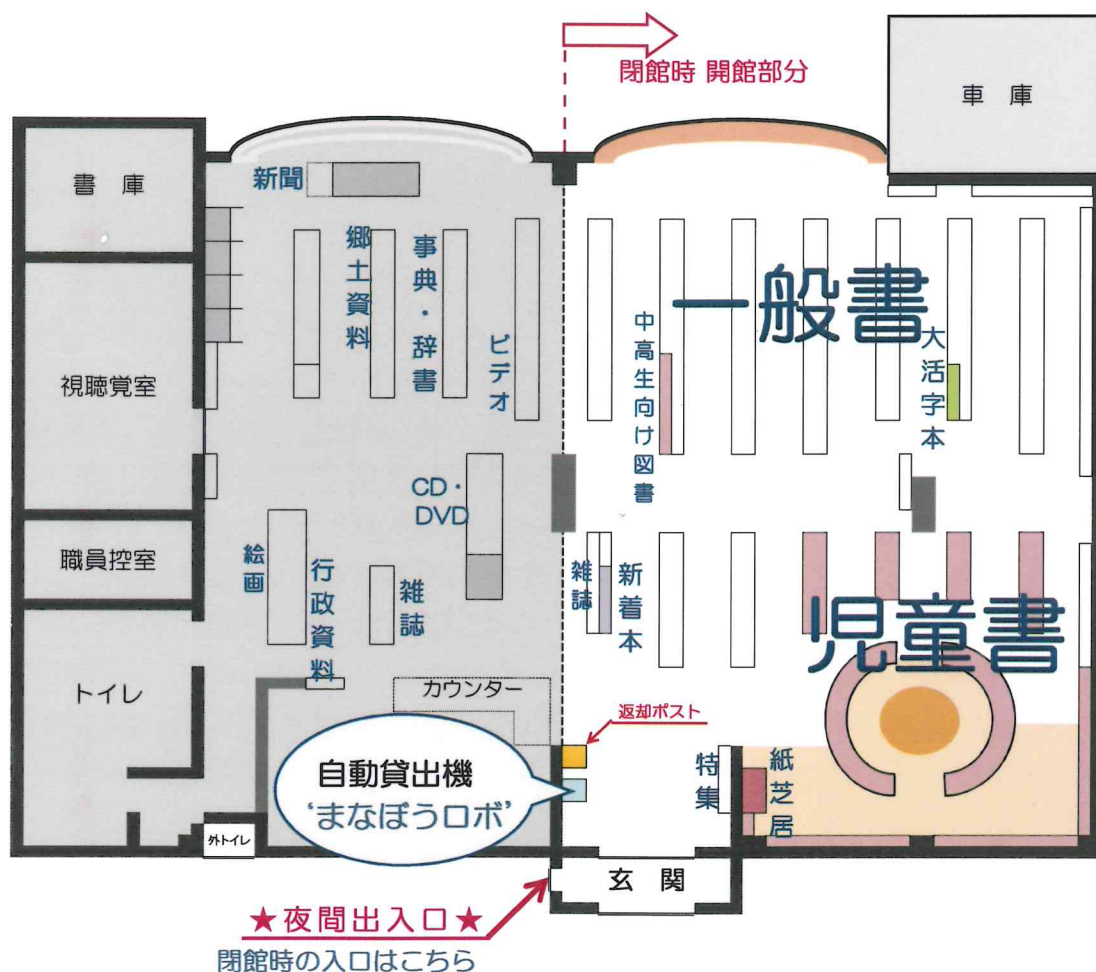 閉館時 開館部分
車 庫
書 庫
新聞
郷土資料
事典・辞書
ビデオ
一般書
中高生向け図書
大活字本
視聴覚室
CD・
DVD
職員控室
絵画
行政資料
雑誌
雑誌
新着本
児童書
トイレ
カウンター
返却ポスト
自動貸出機
‘まなぼうロボ’
特集
紙芝居
外トイレ
玄 関
★夜間出入口★
閉館時の入口はこちら